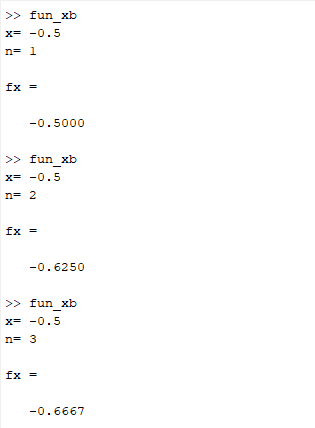 >> fun_xb
x= -0.5
n= 1
fx =
-0.5000
>> fun_xb
x= -0.5
n= 2
fx =
-0.6250
>> fun_xb
x= -0.5
n= 3
fx =
-0.6667